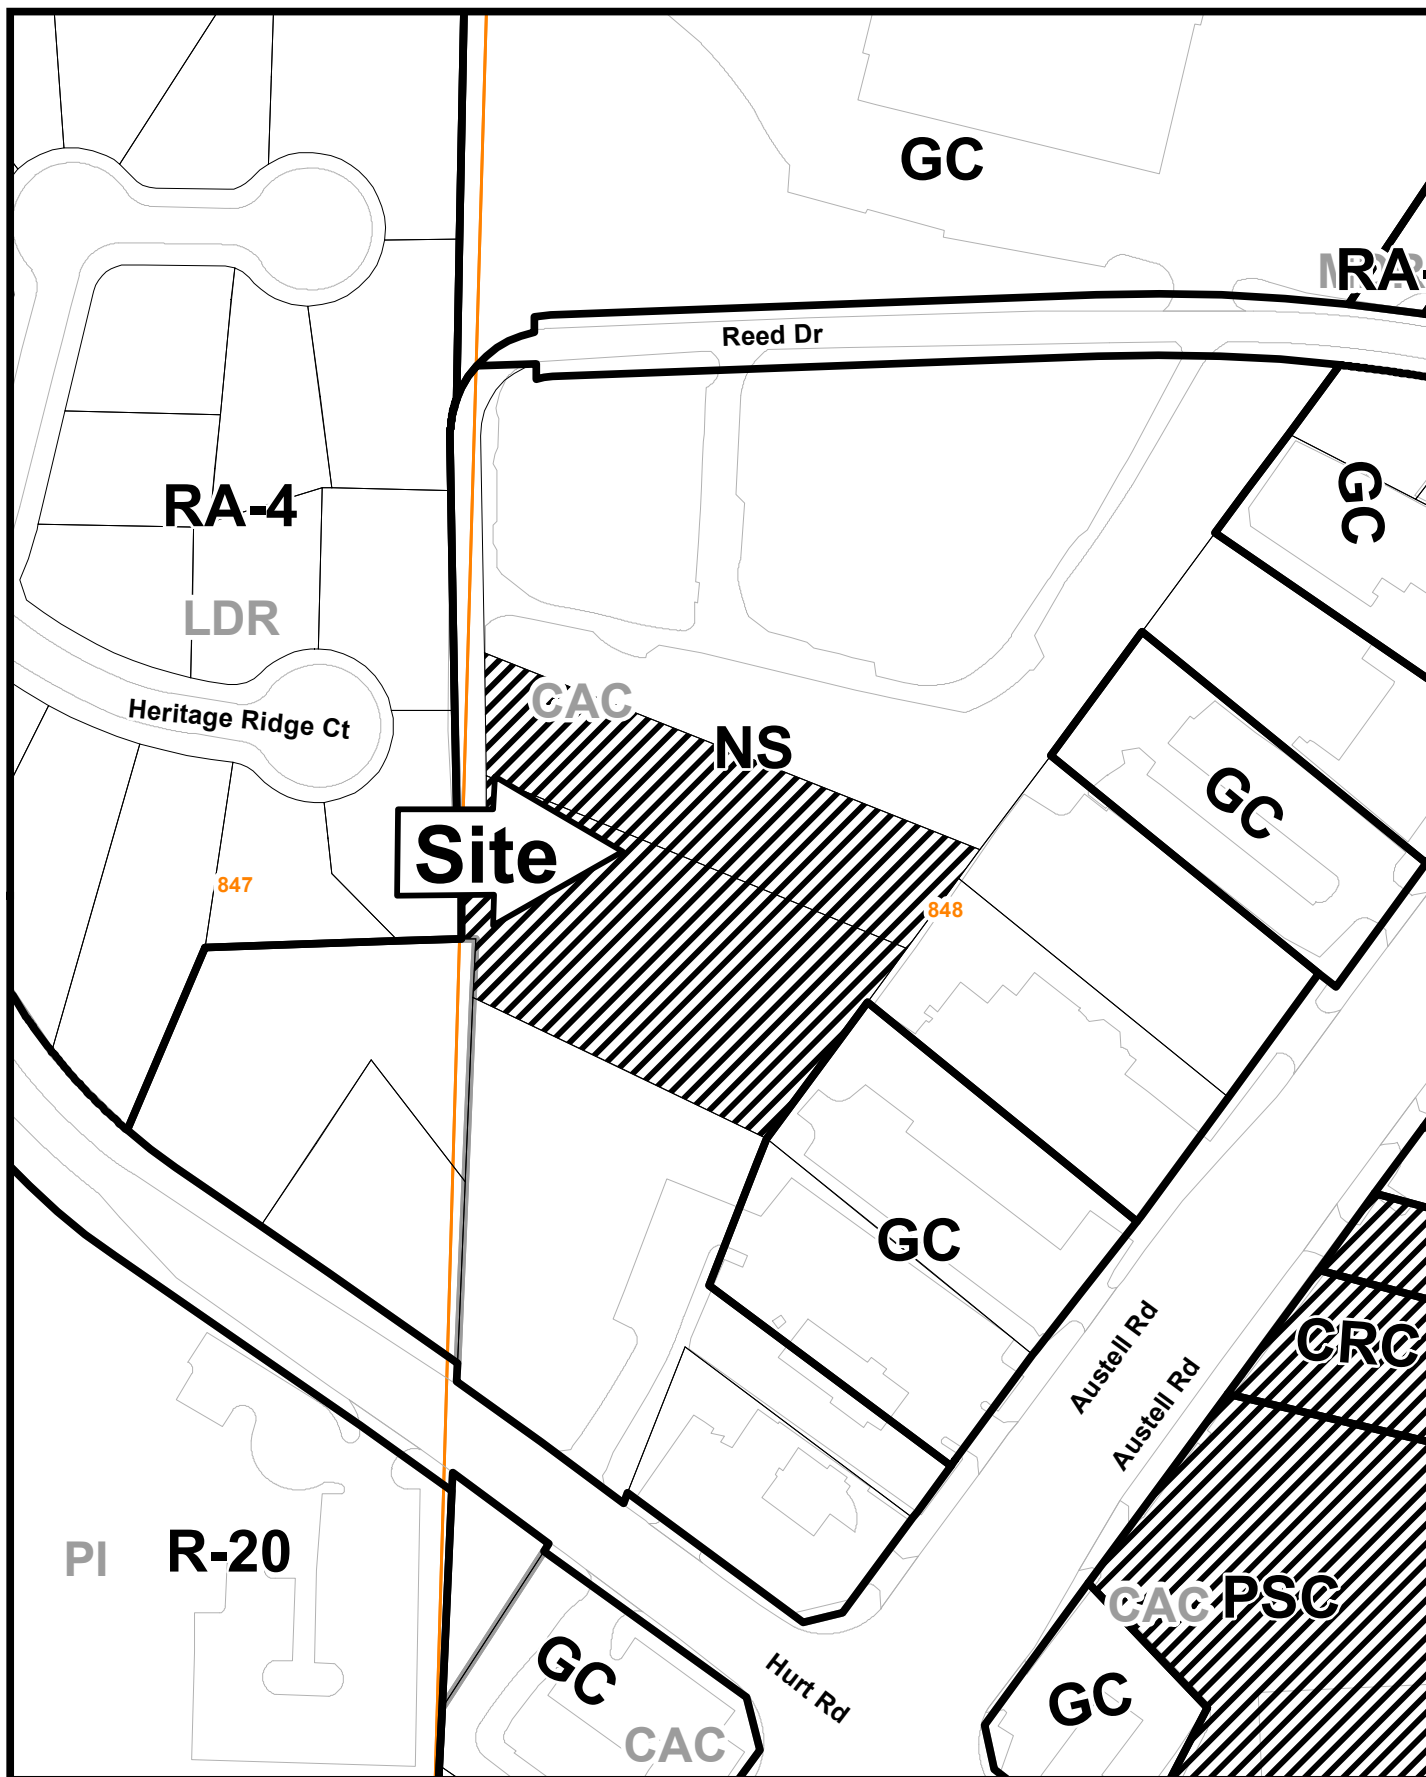 GC
RA-
Reed Dr
GC
RA-4
LDR
CAC
Heritage Ridge Ct
NS
GC
Site
847
848
GC
Austell Rd
CRC
Austell Rd
R-20
PI
CAC
PSC
GC
Hurt Rd
GC
CAC